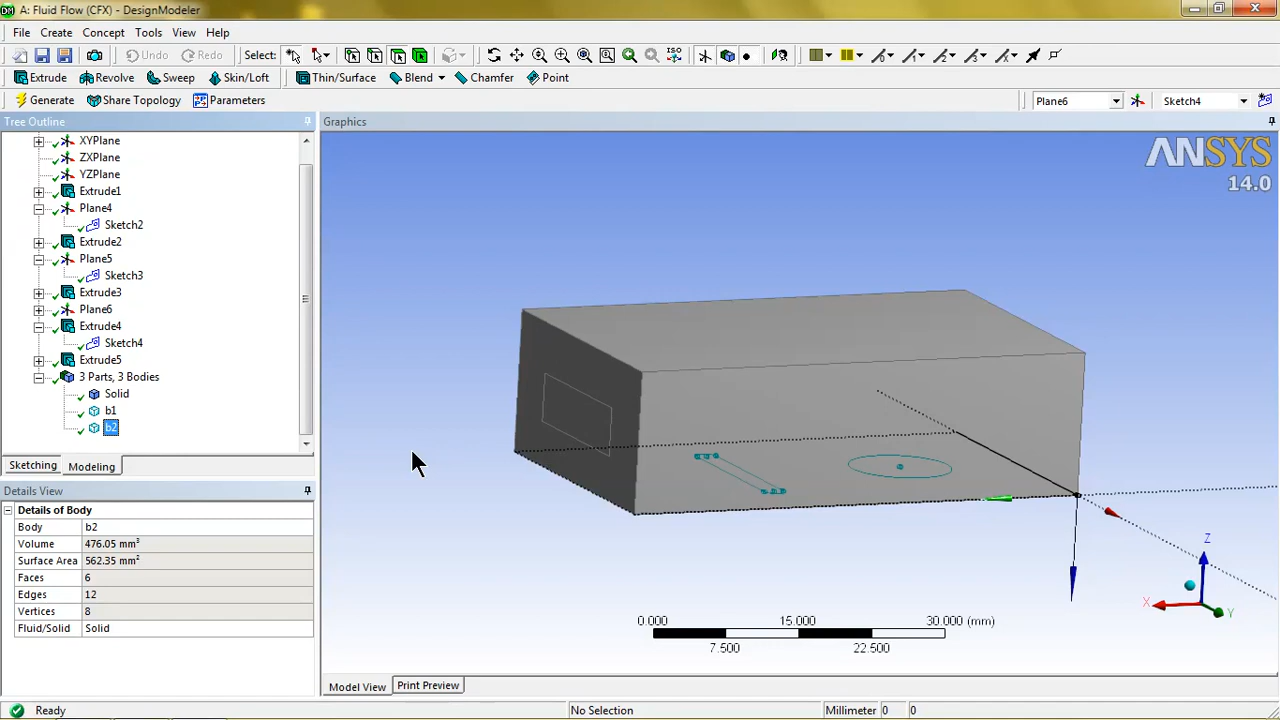 A: Fluid Flow (CFX) - DesignModeler
File Create Concept Tools View Help
Undo Redo Select: ISO
Extrude Revolve Sweep Skin/Loft Thin/Surface Blend Chamfer Point
Generate Share Topology Parameters Plane6 Sketch4
Tree Outline
XYPlane
ZXPlane
YZPlane
Extrude1
Plane4
Sketch2
Extrude2
Plane5
Sketch3
Extrude3
Plane6
Extrude4
Sketch4
Extrude5
3 Parts, 3 Bodies
Solid
b1
b2
Sketching Modeling
Details View
Details of Body
Body b2
Volume 476.05 mm³
Surface Area 562.35 mm²
Faces 6
Edges 12
Vertices 8
Fluid/Solid Solid
Graphics
ANSYS
14.0
Z
X
Y
0.000 15.000 30.000 (mm)
7.500 22.500
Model View Print Preview
Ready No Selection Millimeter 0 0